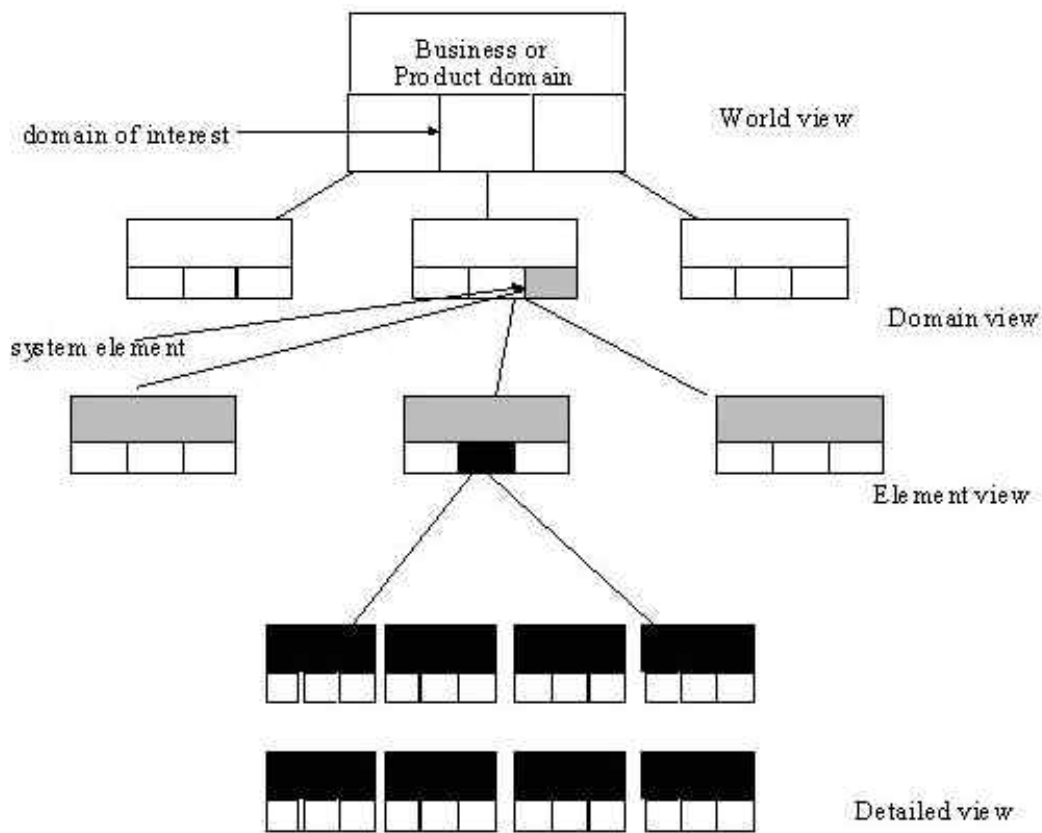 Business or
Product domain
World view
domain of interest
Domain view
system element
Element view
Detailed view